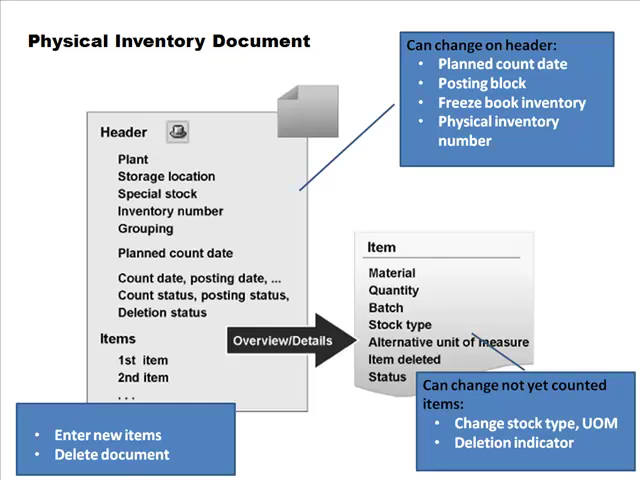 Physical Inventory Document
Can change on header:
• Planned count date
• Posting block
• Freeze book inventory
• Physical inventory
number
Header
Plant
Storage location
Special stock
Inventory number
Grouping
Planned count date
Count date, posting date, ...
Count status, posting status,
Deletion status
Items
1st item
2nd item
. . .
Overview/Details
Item
Material
Quantity
Batch
Stock type
Alternative unit of measure
Item deleted
Status
Can change not yet counted
items:
• Change stock type, UOM
• Deletion indicator
• Enter new items
• Delete document